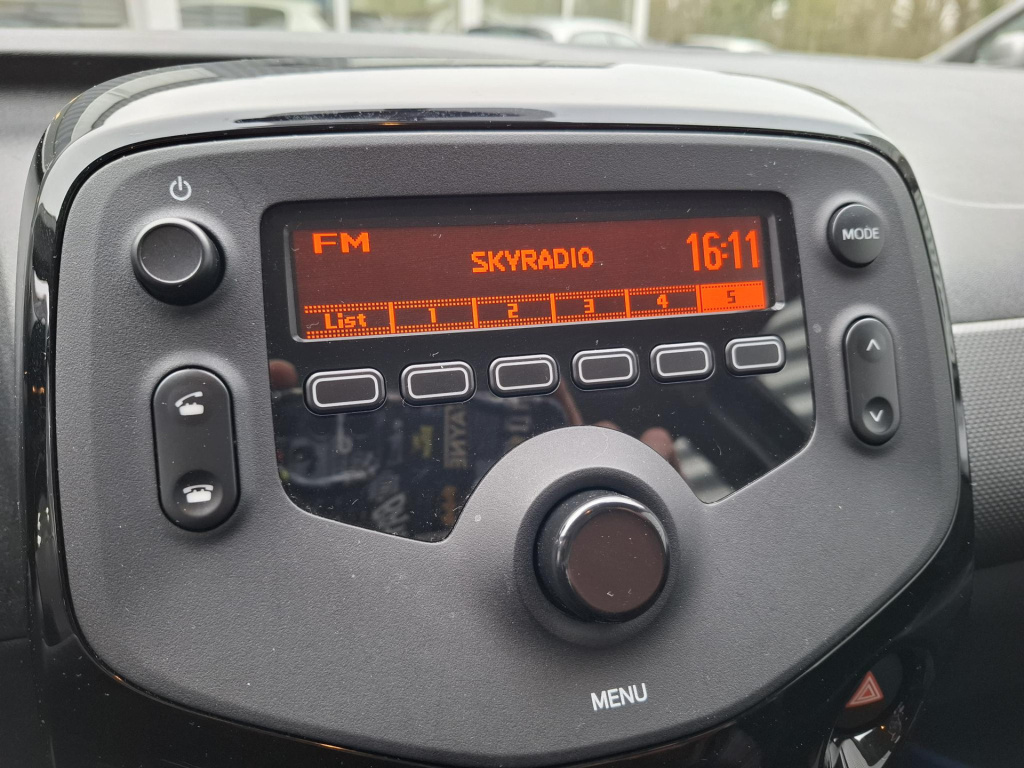 FM
SKYRADIO
16:11
MODE
List 1 2 3 4 5
MENU